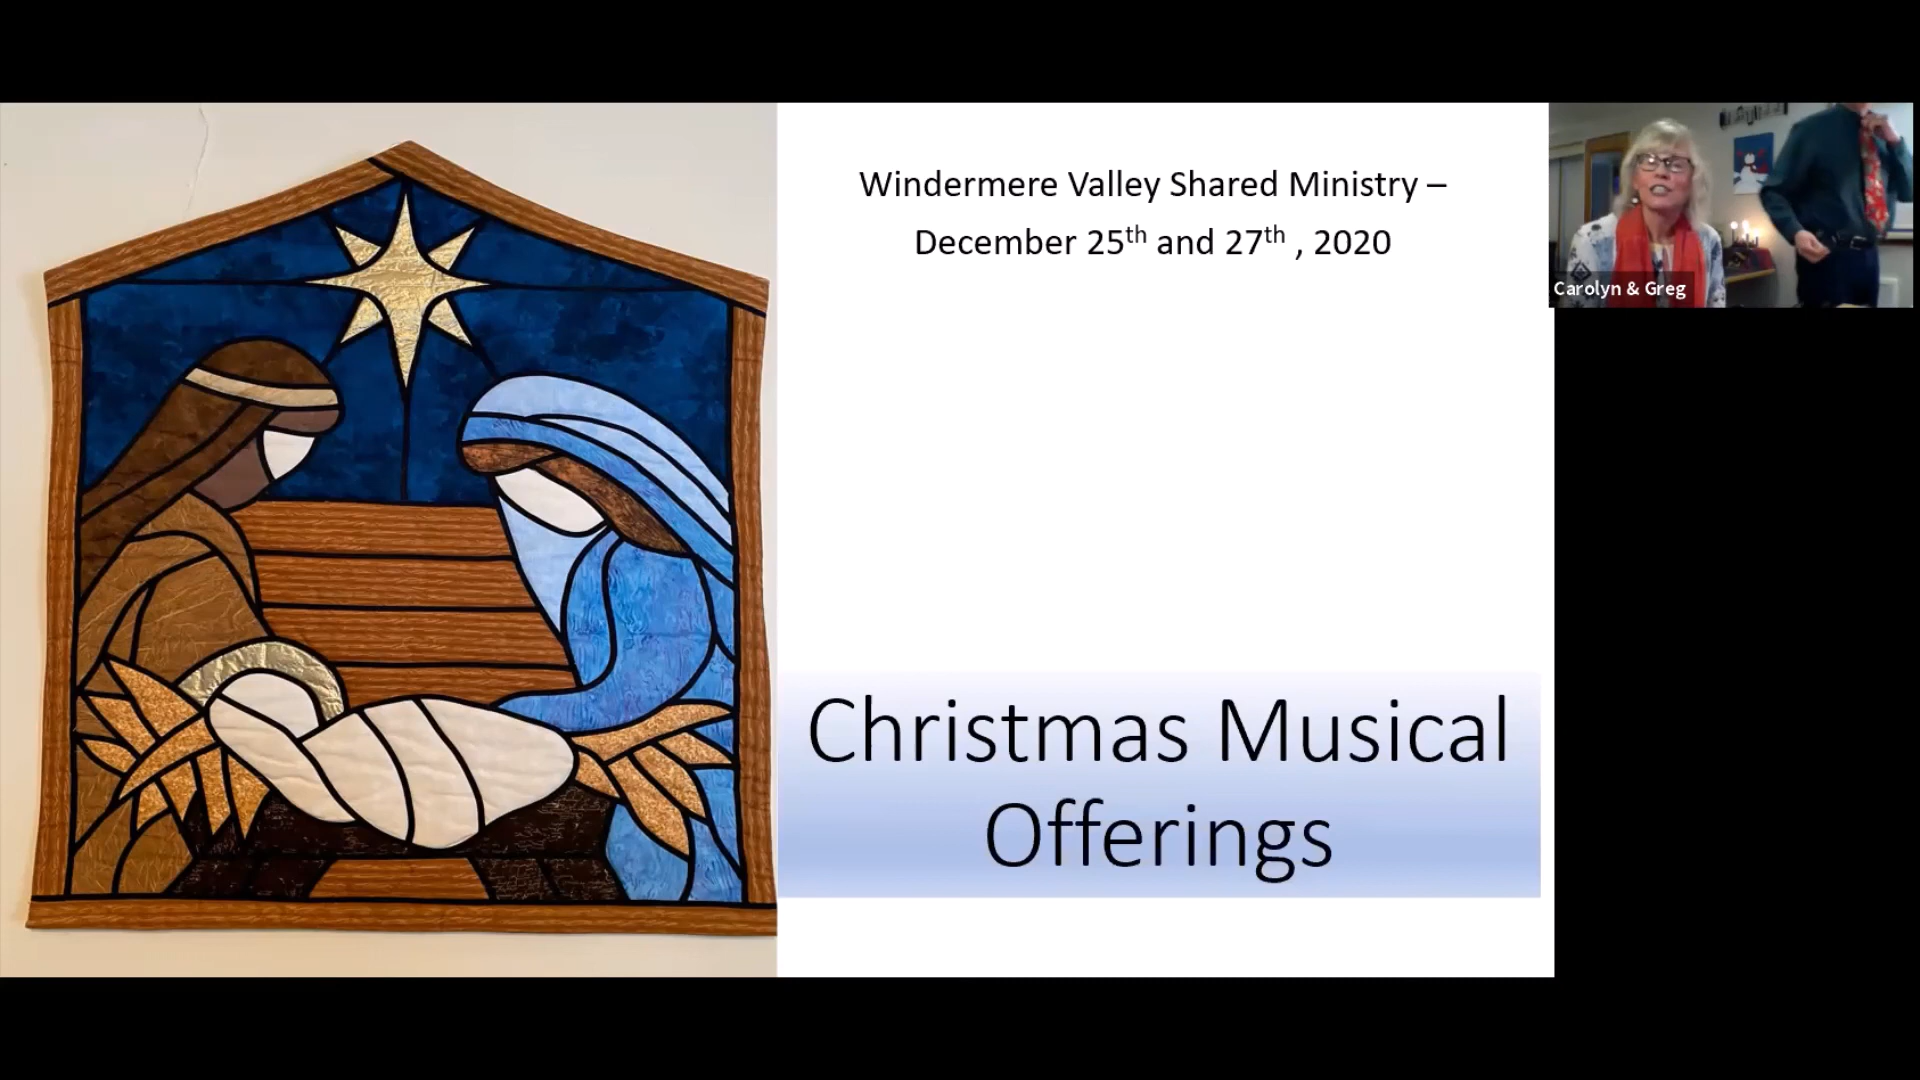 Windermere Valley Shared Ministry –
December 25th and 27th , 2020
Carolyn & Greg
Christmas Musical
Offerings